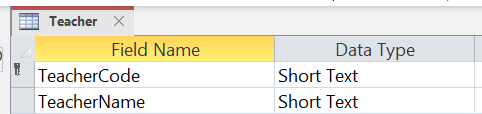 Teacher
Field Name Data Type
TeacherCode Short Text
TeacherName Short Text